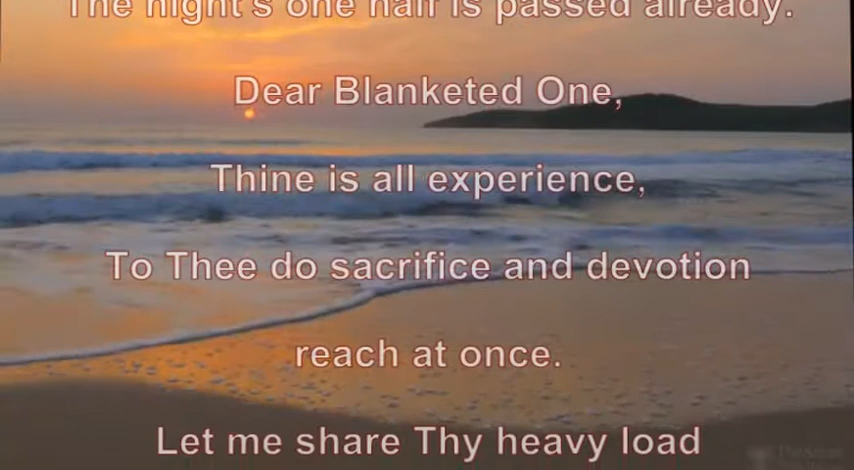 The night's one half is passed already.
Dear Blanketed One,
Thine is all experience,
To Thee do sacrifice and devotion
reach at once.
Let me share Thy heavy load